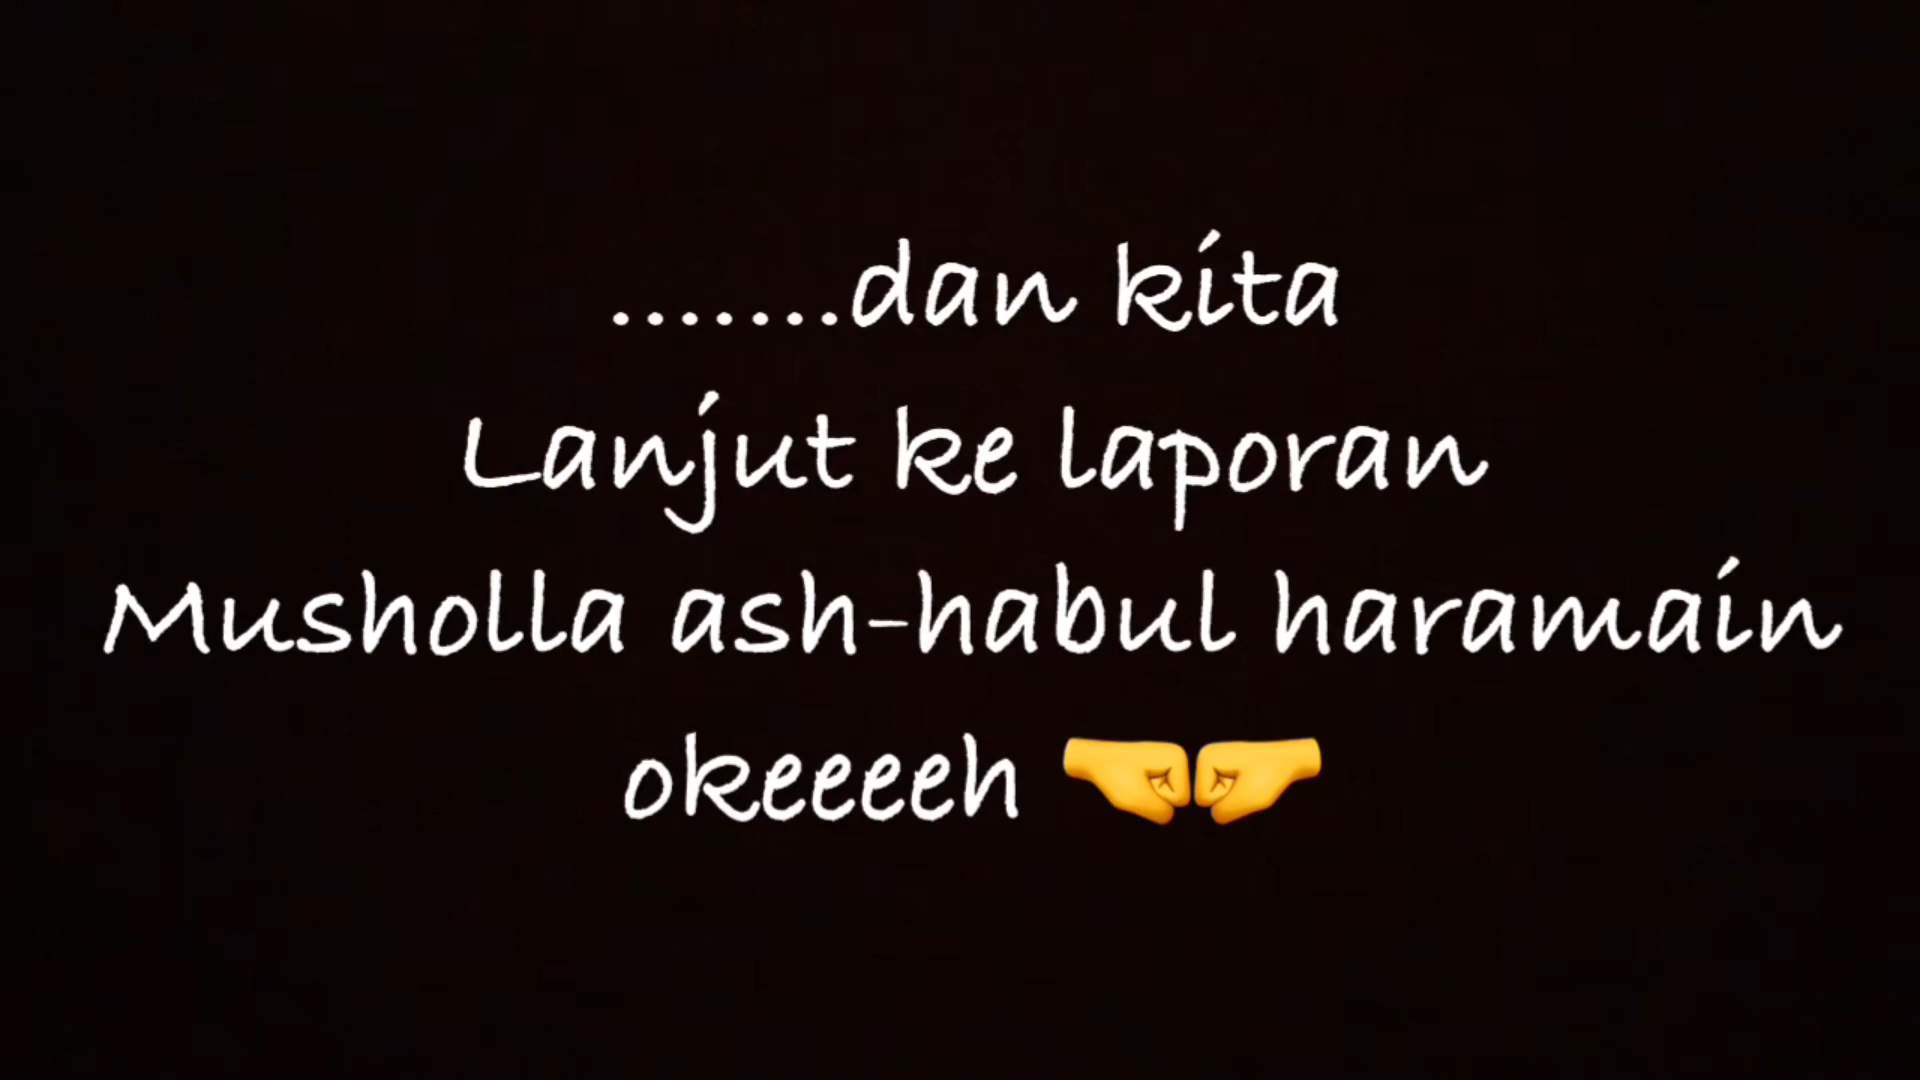 .......dan kita
Lanjut ke laporan
Musholla ash-habul haramain
okeeeeh 🤜🤛